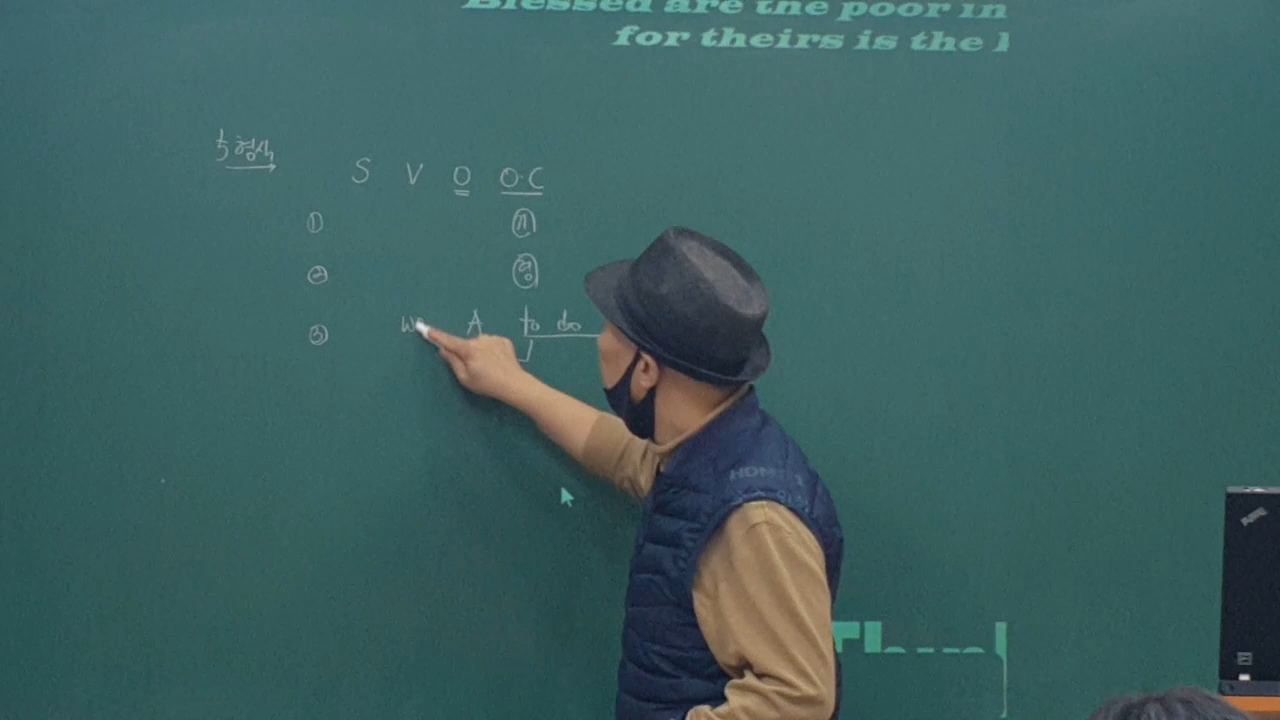 Blessed are the poor in
for theirs is the
5형식
S V O O.C
① 명
② 형
③ A to do